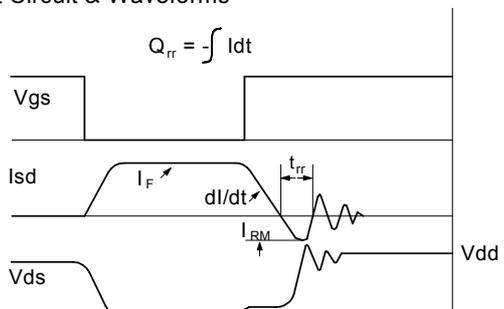 Circuit & Waveforms
Qrr = -∫ Idt
Vgs
Isd
IF
dI/dt
trr
IRM
Vds
Vdd